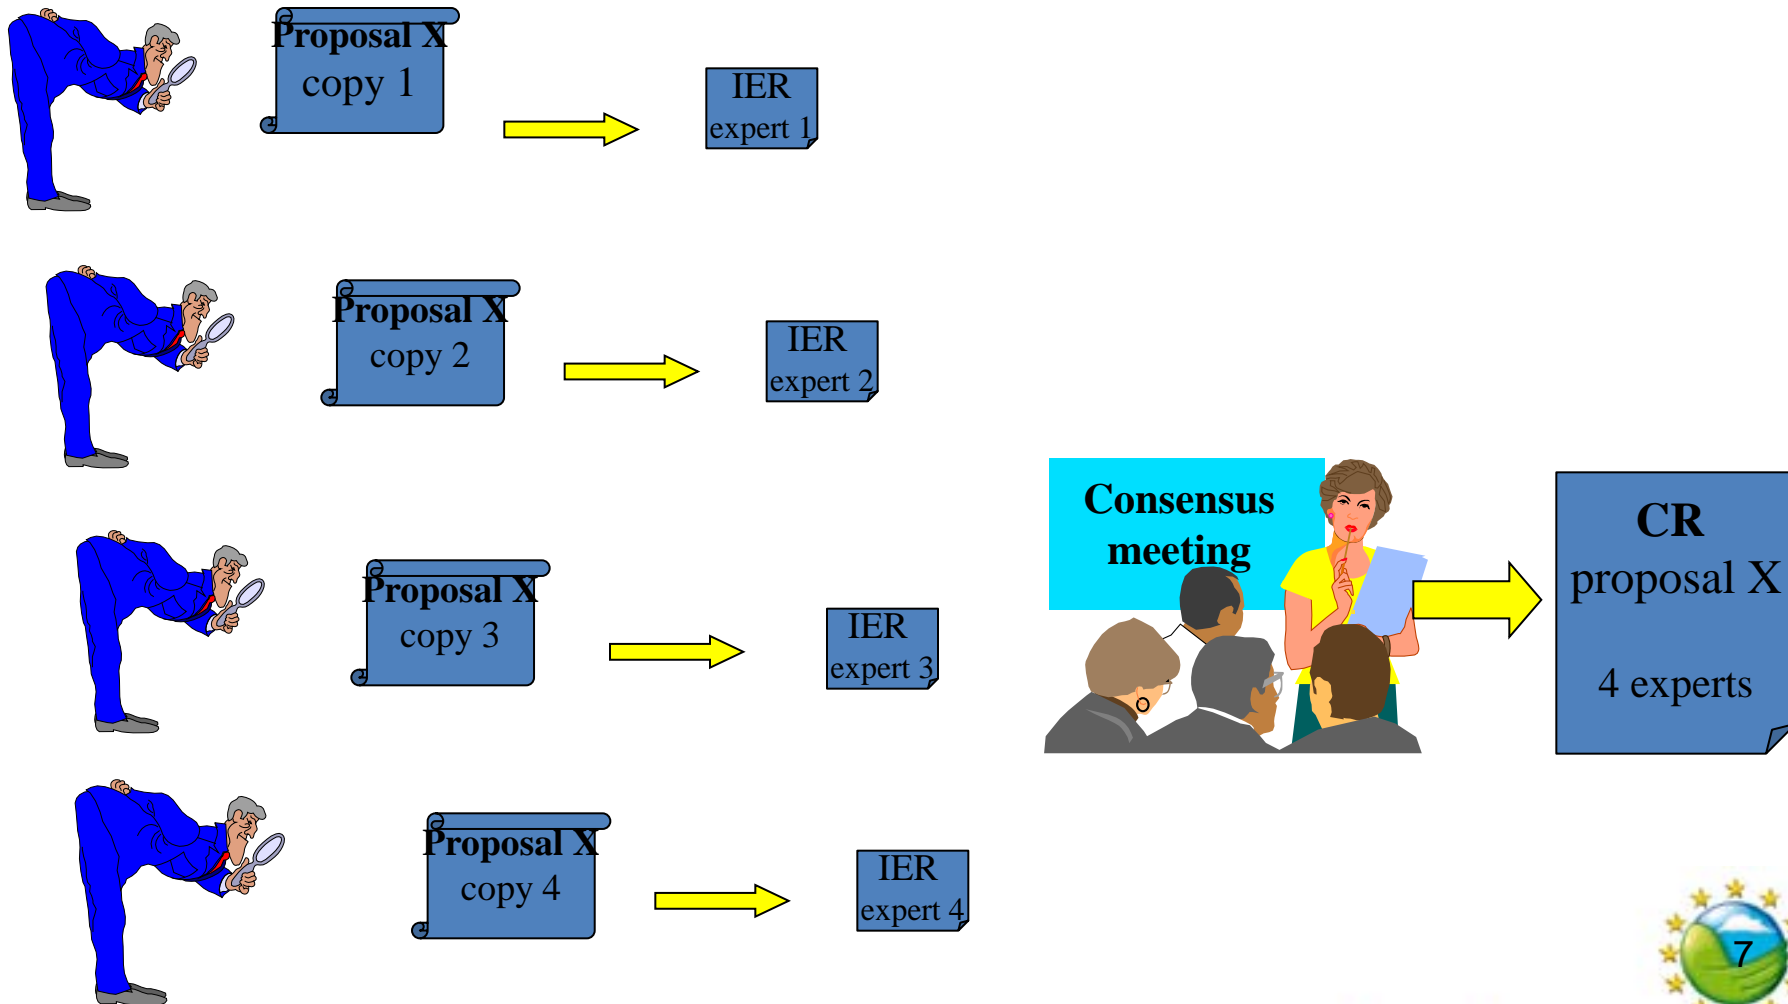 Proposal X
copy 1
IER
expert 1
Proposal X
copy 2
IER
expert 2
Proposal X
copy 3
IER
expert 3
Proposal X
copy 4
IER
expert 4
Consensus
meeting
CR
proposal X
4 experts
7